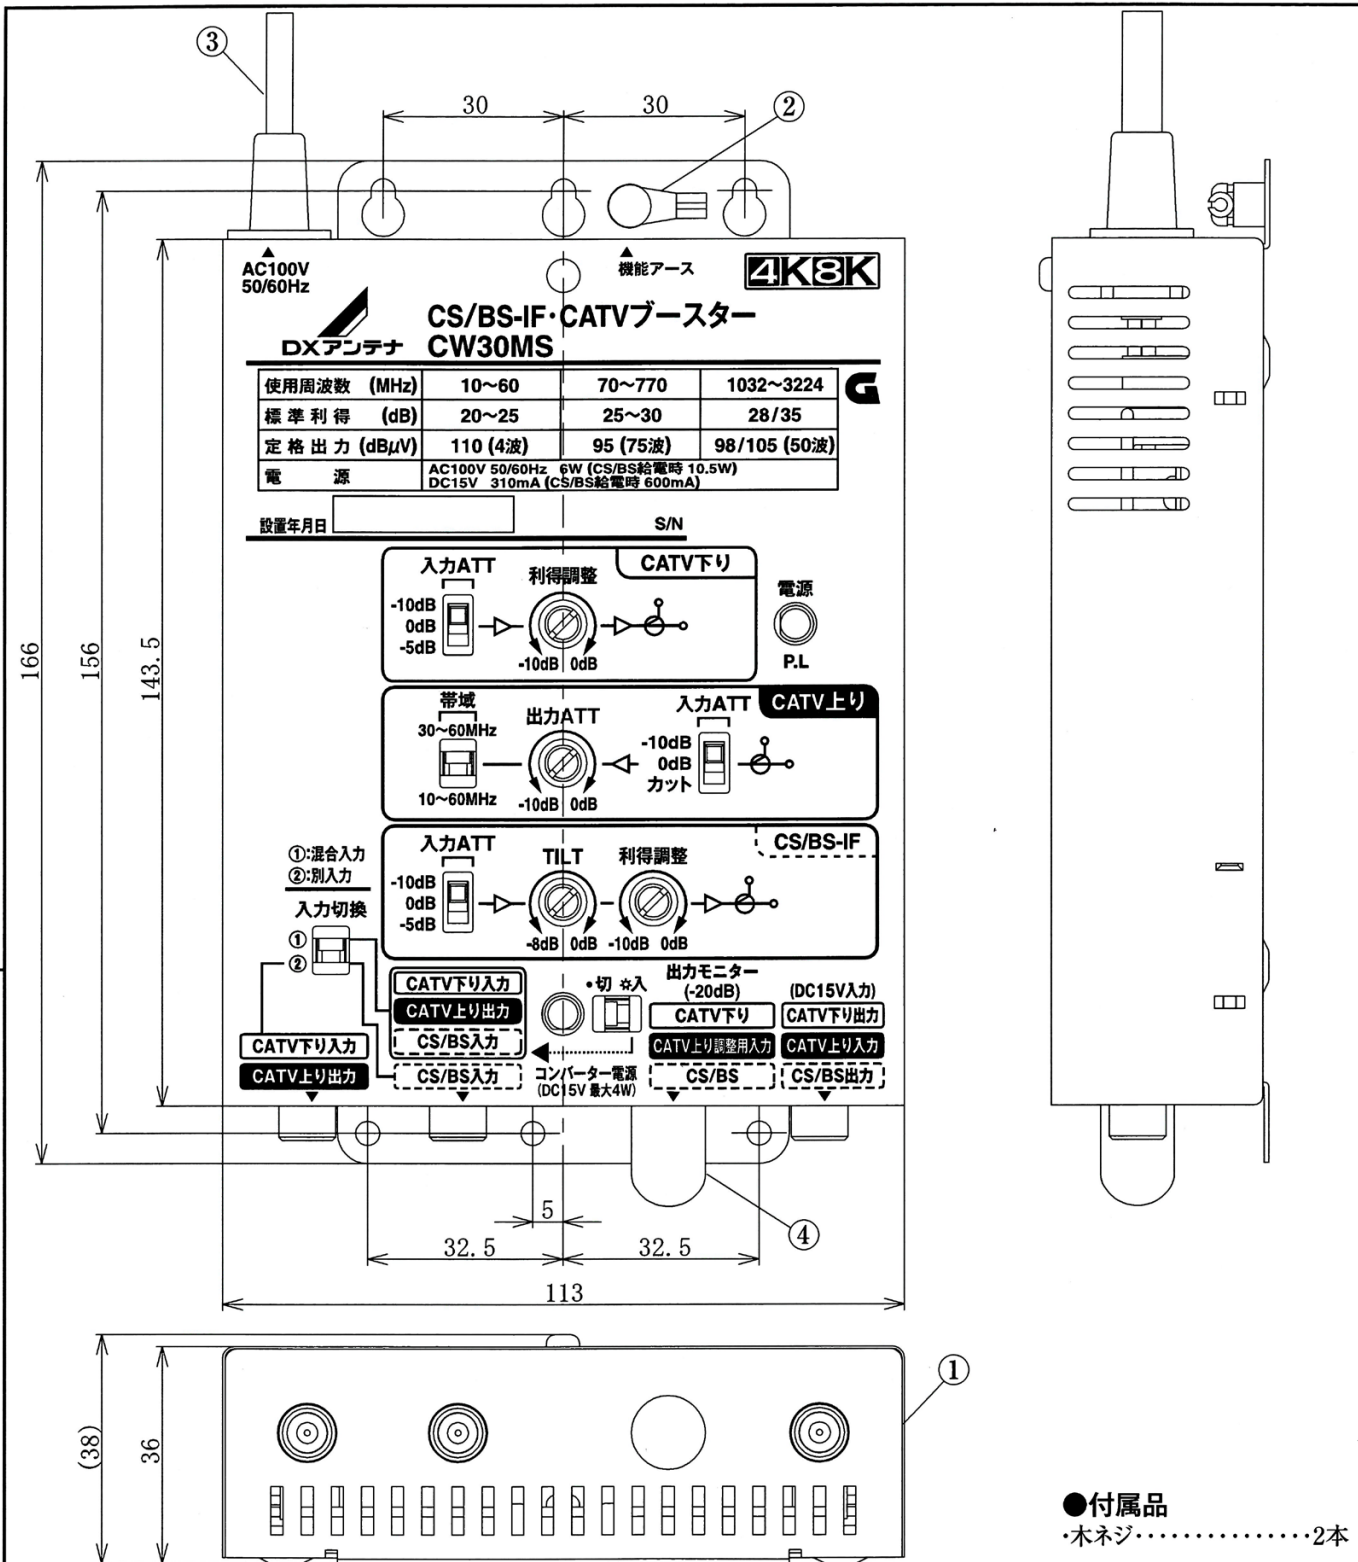 ③
30
30
②
AC100V
50/60Hz
機能アース
4K8K
DXアンテナ
CS/BS-IF･CATVブースター
CW30MS
使用周波数 (MHz) 10～60 70～770 1032～3224
G
標準利得 (dB) 20～25 25～30 28/35
定格出力 (dBμV) 110 (4波) 95 (75波) 98/105 (50波)
電源 AC100V 50/60Hz 6W (CS/BS給電時 10.5W)
DC15V 310mA (CS/BS給電時 600mA)
設置年月日
S/N
166
156
143.5
入力ATT
利得調整
CATV下り
-10dB
0dB
-5dB
-10dB 0dB
電源
P.L
帯域
30～60MHz
10～60MHz
出力ATT
-10dB 0dB
入力ATT
CATV上り
-10dB
0dB
カット
入力ATT
TILT
利得調整
CS/BS-IF
-10dB
0dB
-5dB
-8dB 0dB
-10dB 0dB
①:混合入力
②:別入力
入力切換
①
②
CATV下り入力
CATV上り出力
CATV下り入力
CATV上り出力
CS/BS入力
CS/BS入力
•切 ☼入
コンバーター電源
(DC15V 最大4W)
出力モニター
(-20dB)
CATV下り
CATV上り調整用入力
CS/BS
(DC15V入力)
CATV下り出力
CATV上り入力
CS/BS出力
5
④
32.5
32.5
113
(38)
36
①
●付属品
･木ネジ･･･････････････2本